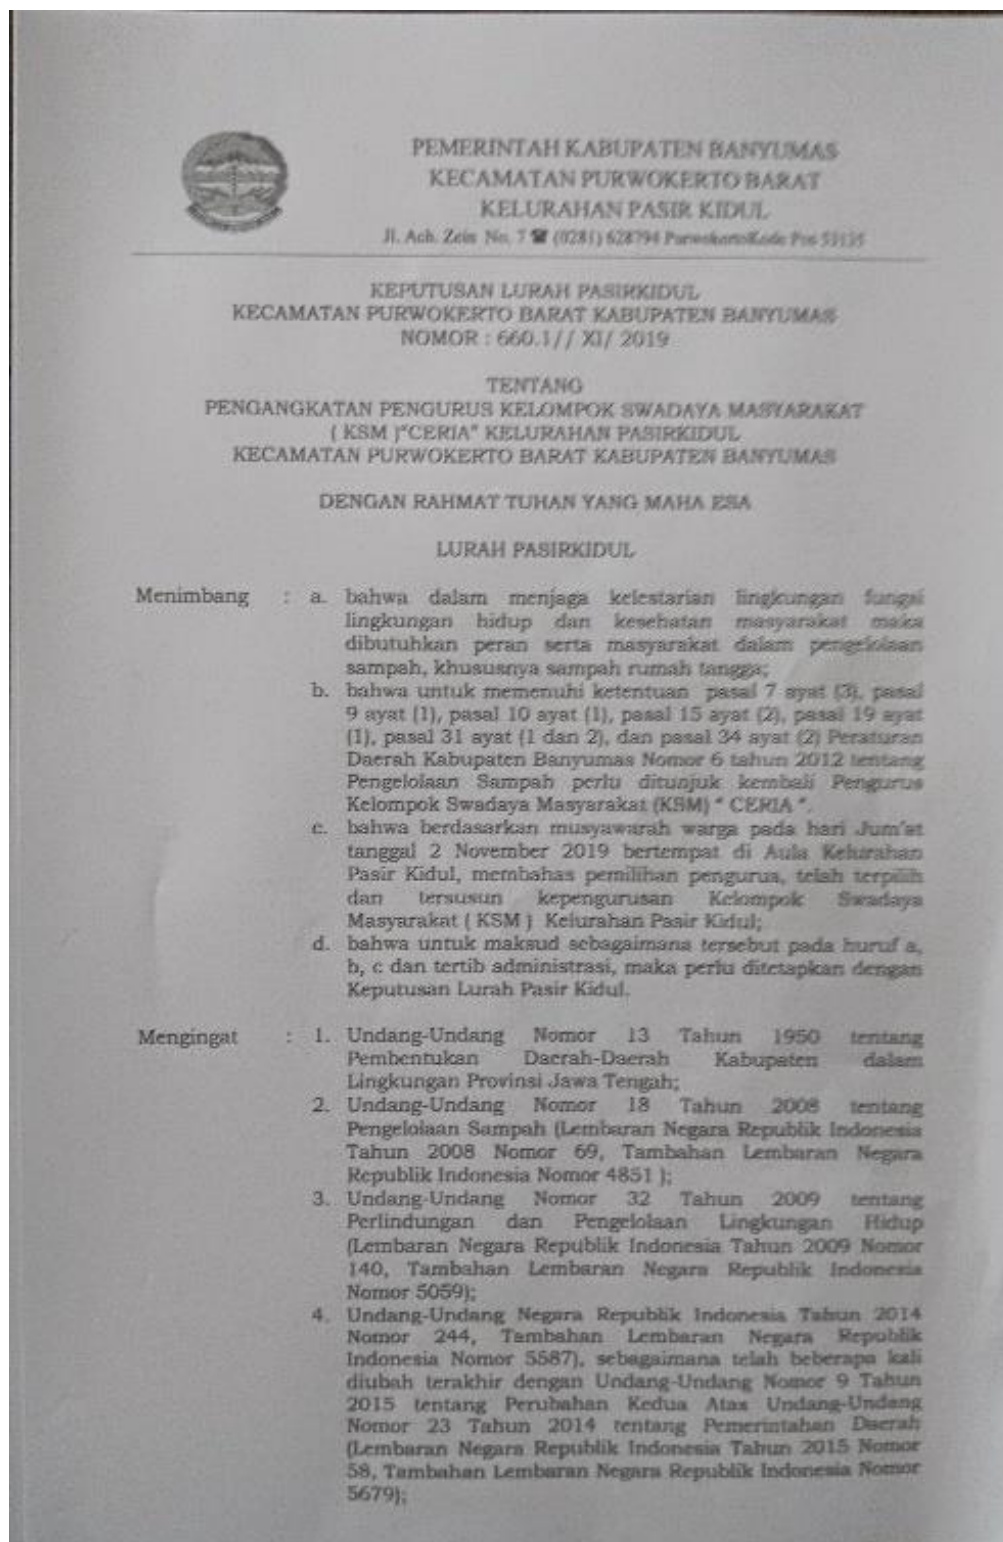 PEMERINTAH KABUPATEN BANYUMAS
KECAMATAN PURWOKERTO BARAT
KELURAHAN PASIR KIDUL
Jl. Ach. Zein No. 7 ☎ (0281) 628794 PurwokertoKode Pos 53135
KEPUTUSAN LURAH PASIRKIDUL
KECAMATAN PURWOKERTO BARAT KABUPATEN BANYUMAS
NOMOR : 660.1// XI/ 2019
TENTANG
PENGANGKATAN PENGURUS KELOMPOK SWADAYA MASYARAKAT
( KSM )"CERIA" KELURAHAN PASIRKIDUL
KECAMATAN PURWOKERTO BARAT KABUPATEN BANYUMAS
DENGAN RAHMAT TUHAN YANG MAHA ESA
LURAH PASIRKIDUL
Menimbang : a. bahwa dalam menjaga kelestarian lingkungan fungsi
lingkungan hidup dan kesehatan masyarakat maka
dibutuhkan peran serta masyarakat dalam pengelolaan
sampah, khususnya sampah rumah tangga;
b. bahwa untuk memenuhi ketentuan pasal 7 ayat (3), pasal
9 ayat (1), pasal 10 ayat (1), pasal 15 ayat (2), pasal 19 ayat
(1), pasal 31 ayat (1 dan 2), dan pasal 34 ayat (2) Peraturan
Daerah Kabupaten Banyumas Nomor 6 tahun 2012 tentang
Pengelolaan Sampah perlu ditunjuk kembali Pengurus
Kelompok Swadaya Masyarakat (KSM) " CERIA ".
c. bahwa berdasarkan musyawarah warga pada hari Jum'at
tanggal 2 November 2019 bertempat di Aula Kelurahan
Pasir Kidul, membahas pemilihan pengurus, telah terpilih
dan tersusun kepengurusan Kelompok Swadaya
Masyarakat ( KSM ) Kelurahan Pasir Kidul;
d. bahwa untuk maksud sebagaimana tersebut pada huruf a,
b, c dan tertib administrasi, maka perlu ditetapkan dengan
Keputusan Lurah Pasir Kidul.
Mengingat : 1. Undang-Undang Nomor 13 Tahun 1950 tentang
Pembentukan Daerah-Daerah Kabupaten dalam
Lingkungan Provinsi Jawa Tengah;
2. Undang-Undang Nomor 18 Tahun 2008 tentang
Pengelolaan Sampah (Lembaran Negara Republik Indonesia
Tahun 2008 Nomor 69, Tambahan Lembaran Negara
Republik Indonesia Nomor 4851 );
3. Undang-Undang Nomor 32 Tahun 2009 tentang
Perlindungan dan Pengelolaan Lingkungan Hidup
(Lembaran Negara Republik Indonesia Tahun 2009 Nomor
140, Tambahan Lembaran Negara Republik Indonesia
Nomor 5059);
4. Undang-Undang Negara Republik Indonesia Tahun 2014
Nomor 244, Tambahan Lembaran Negara Republik
Indonesia Nomor 5587), sebagaimana telah beberapa kali
diubah terakhir dengan Undang-Undang Nomor 9 Tahun
2015 tentang Perubahan Kedua Atas Undang-Undang
Nomor 23 Tahun 2014 tentang Pemerintahan Daerah
(Lembaran Negara Republik Indonesia Tahun 2015 Nomor
58, Tambahan Lembaran Negara Republik Indonesia Nomor
5679);